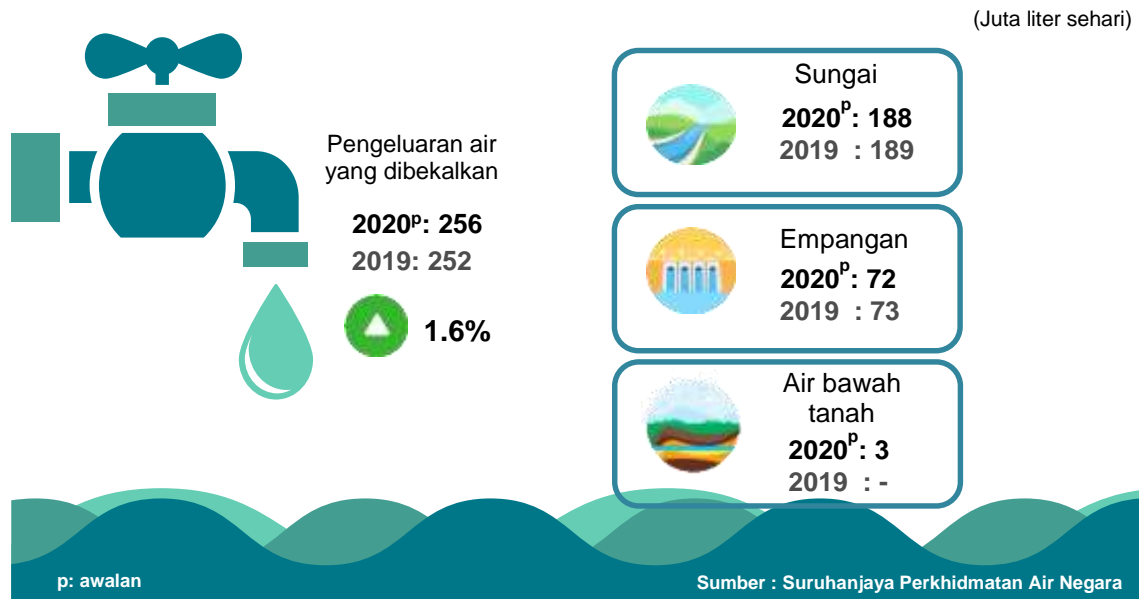 (Juta liter sehari)
Pengeluaran air
yang dibekalkan
2020ᵖ: 256
2019: 252
1.6%
Sungai
2020ᵖ: 188
2019 : 189
Empangan
2020ᵖ: 72
2019 : 73
Air bawah
tanah
2020ᵖ: 3
2019 : -
p: awalan
Sumber : Suruhanjaya Perkhidmatan Air Negara